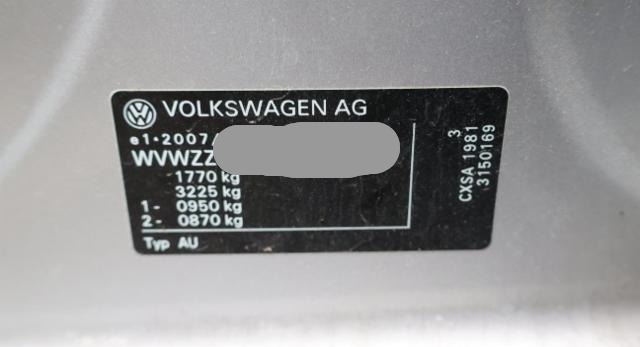 VOLKSWAGEN AG
e1*2007/
WVWZZ
1770 kg
3225 kg
1- 0950 kg
2- 0870 kg
Typ AU
3
CXSA 1981
3150169